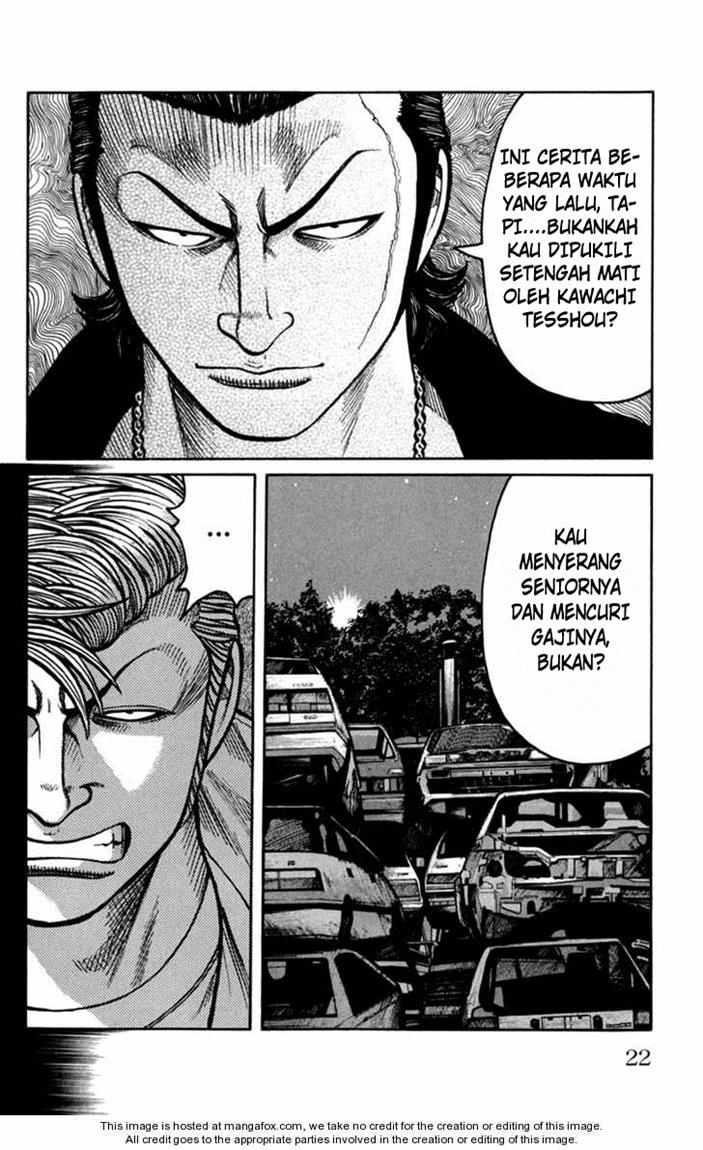 INI CERITA BE-
BERAPA WAKTU
YANG LALU, TA-
PI....BUKANKAH
KAU DIPUKILI
SETENGAH MATI
OLEH KAWACHI
TESSHOU?
KAU
MENYERANG
SENIORNYA
DAN MENCURI
GAJINYA,
BUKAN?
...
22
This image is hosted at mangafox.com, we take no credit for the creation or editing of this image.
All credit goes to the appropriate parties involved in the creation or editing of this image.